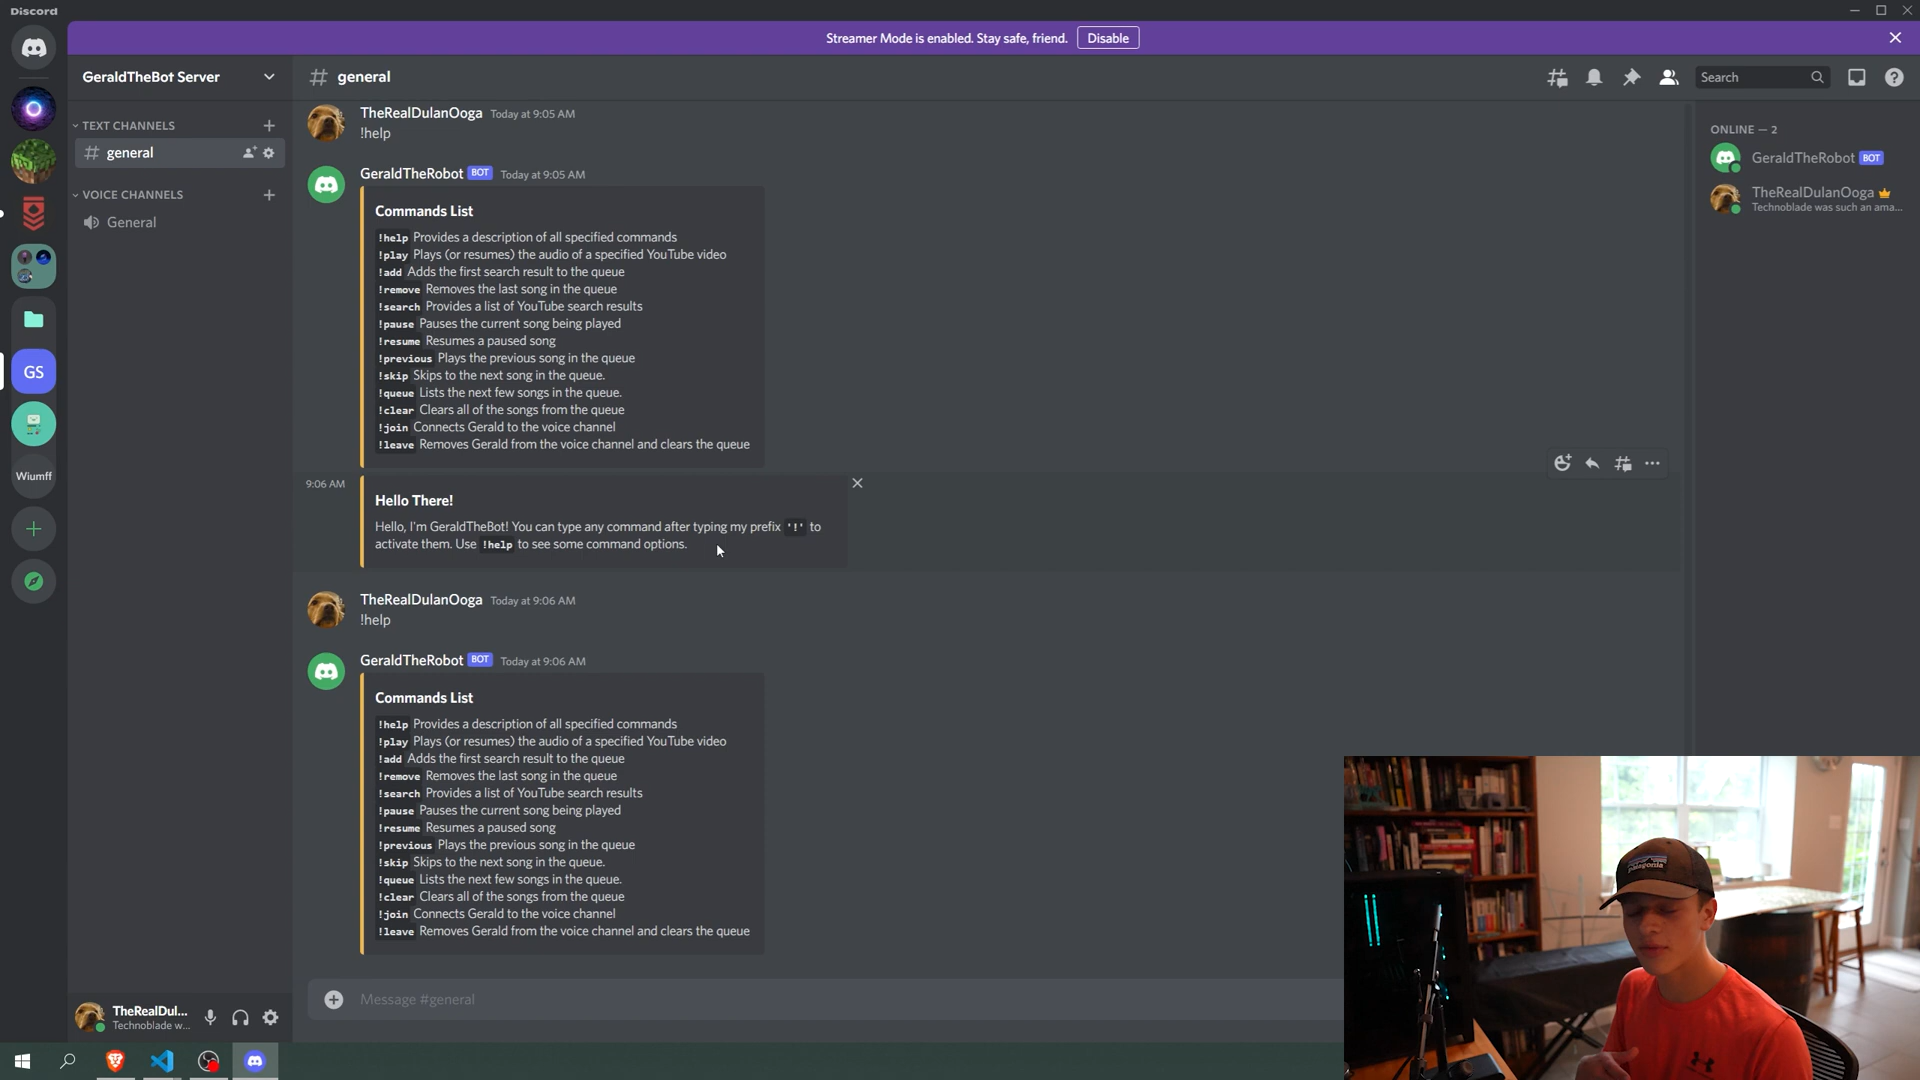 Discord
Streamer Mode is enabled. Stay safe, friend.
Disable
GeraldTheBot Server
general
Search
TEXT CHANNELS
general
VOICE CHANNELS
General
GS
Wiumff
TheRealDulanOoga Today at 9:05 AM
!help
GeraldTheRobot BOT Today at 9:05 AM
Commands List
!help Provides a description of all specified commands
!play Plays (or resumes) the audio of a specified YouTube video
!add Adds the first search result to the queue
!remove Removes the last song in the queue
!search Provides a list of YouTube search results
!pause Pauses the current song being played
!resume Resumes a paused song
!previous Plays the previous song in the queue
!skip Skips to the next song in the queue.
!queue Lists the next few songs in the queue.
!clear Clears all of the songs from the queue
!join Connects Gerald to the voice channel
!leave Removes Gerald from the voice channel and clears the queue
9:06 AM
Hello There!
Hello, I'm GeraldTheBot! You can type any command after typing my prefix '!' to
activate them. Use !help to see some command options.
TheRealDulanOoga Today at 9:06 AM
!help
GeraldTheRobot BOT Today at 9:06 AM
Commands List
!help Provides a description of all specified commands
!play Plays (or resumes) the audio of a specified YouTube video
!add Adds the first search result to the queue
!remove Removes the last song in the queue
!search Provides a list of YouTube search results
!pause Pauses the current song being played
!resume Resumes a paused song
!previous Plays the previous song in the queue
!skip Skips to the next song in the queue.
!queue Lists the next few songs in the queue.
!clear Clears all of the songs from the queue
!join Connects Gerald to the voice channel
!leave Removes Gerald from the voice channel and clears the queue
Message #general
ONLINE — 2
GeraldTheRobot BOT
TheRealDulanOoga
Technoblade was such an ama...
TheRealDul...
Technoblade w...
patagonia